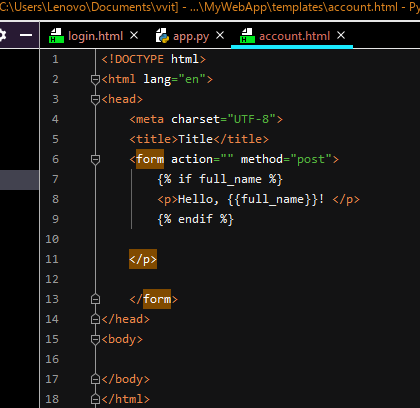 C:\Users\Lenovo\Documents\vvit] - ...\MyWebApp\templates\account.html - Py
login.html app.py account.html
1 <!DOCTYPE html>
2 <html lang="en">
3 <head>
4 <meta charset="UTF-8">
5 <title>Title</title>
6 <form action="" method="post">
7 {% if full_name %}
8 <p>Hello, {{full_name}}! </p>
9 {% endif %}
10
11 </p>
12
13 </form>
14 </head>
15 <body>
16
17 </body>
18 </html>